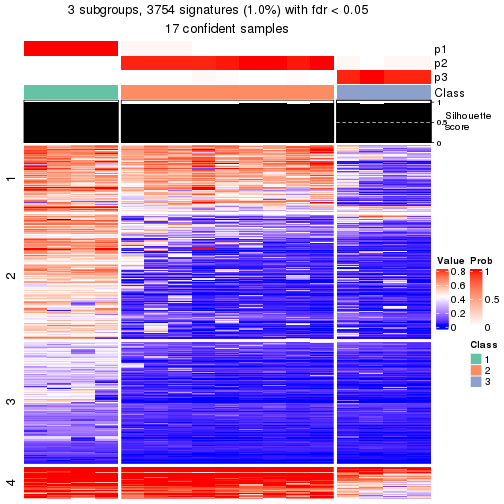 3 subgroups, 3754 signatures (1.0%) with fdr < 0.05
17 confident samples
p1
p2
p3
Class
1
0.5
0
Silhouette
score
1
2
3
4
Value
0.8
0.6
0.4
0.2
0
Prob
1
0.5
0
Class
1
2
3